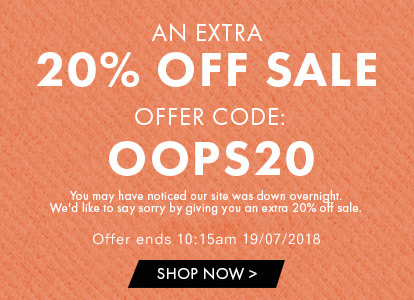 AN EXTRA
20% OFF SALE
OFFER CODE:
OOPS20
You may have noticed our site was down overnight.
We'd like to say sorry by giving you an extra 20% off sale.
Offer ends 10:15am 19/07/2018
SHOP NOW >